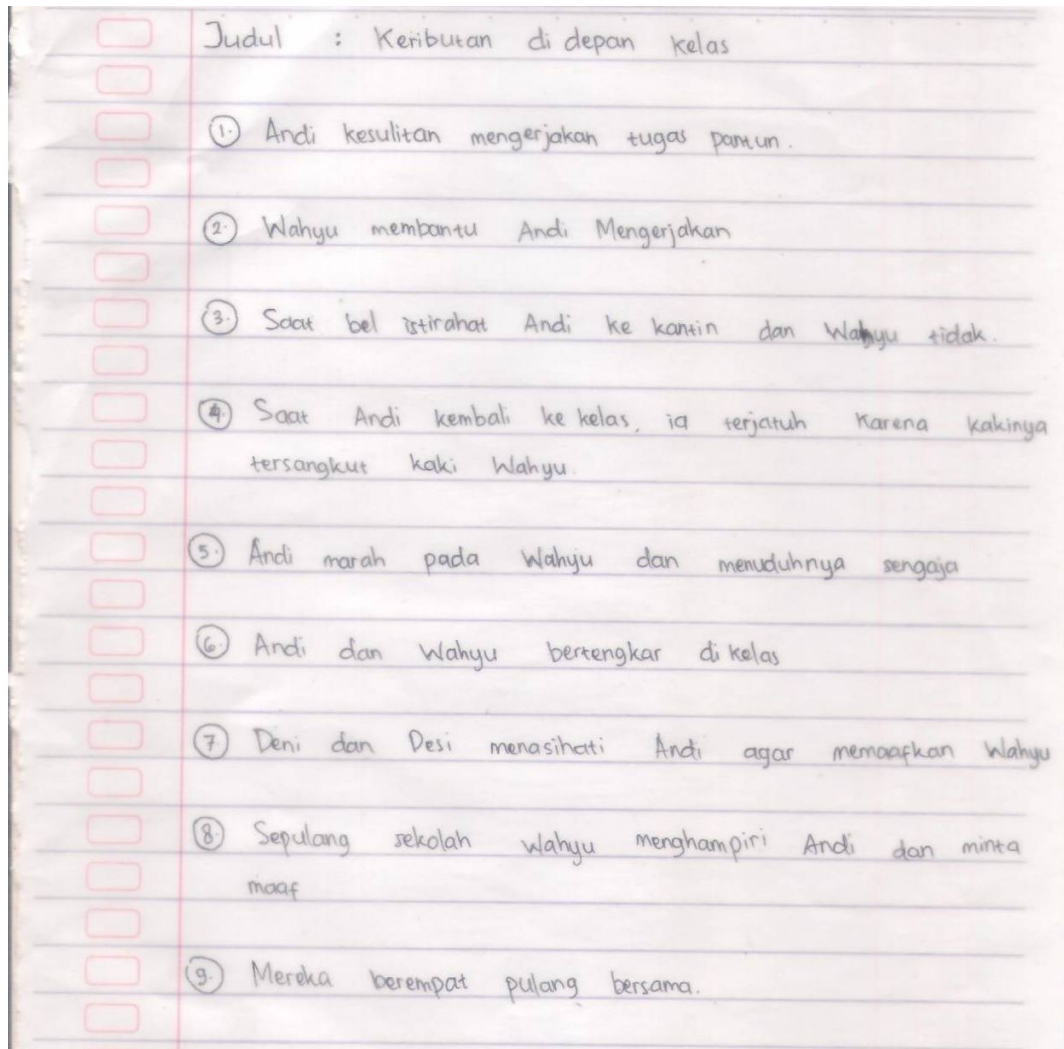 Judul : Keributan di depan kelas
1. Andi kesulitan mengerjakan tugas pantun.
2. Wahyu membantu Andi Mengerjakan
3. Saat bel istirahat Andi ke kantin dan Wahyu tidak.
4. Saat Andi kembali ke kelas, ia terjatuh karena kakinya
tersangkut kaki Wahyu.
5. Andi marah pada Wahyu dan menuduhnya sengaja
6. Andi dan Wahyu bertengkar di kelas
7. Deni dan Desi menasihati Andi agar memaafkan Wahyu
8. Sepulang sekolah Wahyu menghampiri Andi dan minta
maaf
9. Mereka berempat pulang bersama.